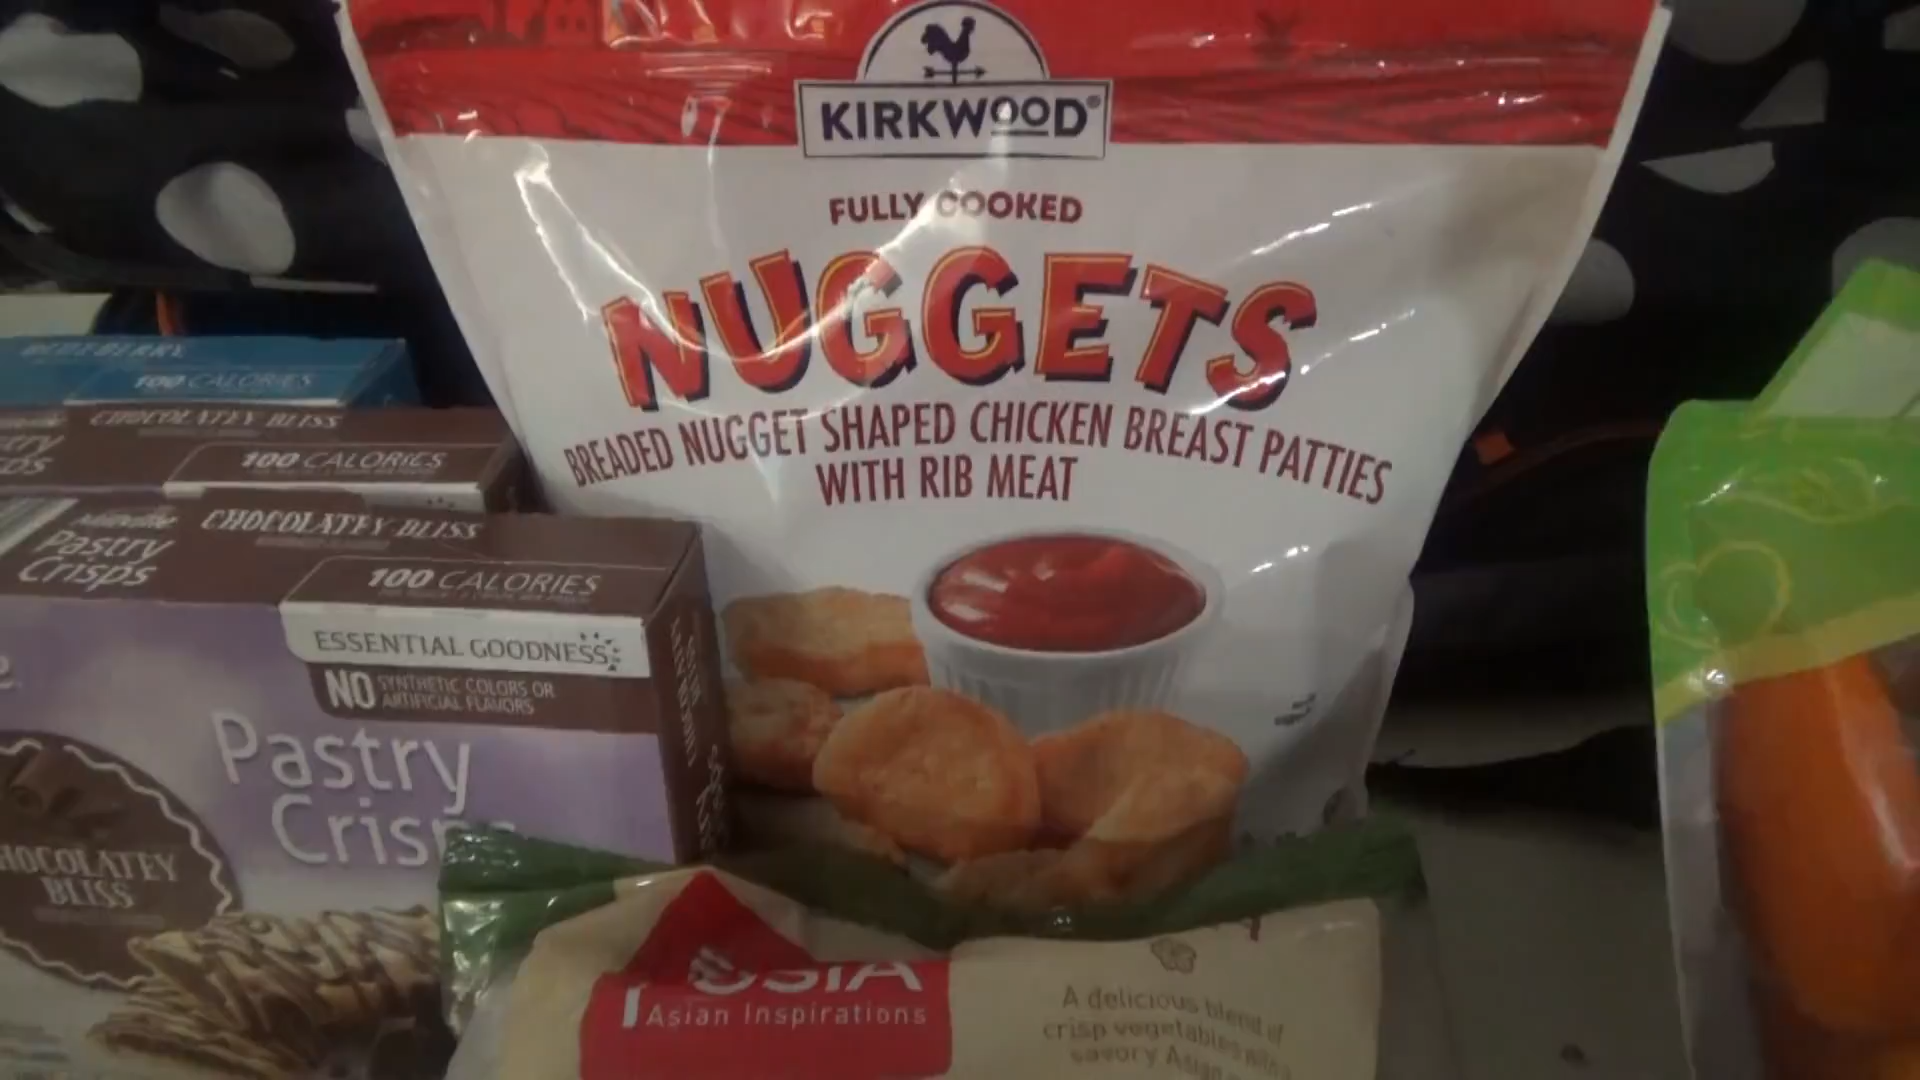 KIRKWOOD®
FULLY COOKED
NUGGETS
BREADED NUGGET SHAPED CHICKEN BREAST PATTIES
WITH RIB MEAT
100 CALORIES
CHOCOLATEY BLISS
100 CALORIES
CHOCOLATEY BLISS
Pastry
Crisps
100 CALORIES
ESSENTIAL GOODNESS
NO SYNTHETIC COLORS OR
ARTIFICIAL FLAVORS
Pastry
CHOCOLATEY
BLISS
Asian Inspirations
A delicious blend of
crisp vegetables
savory